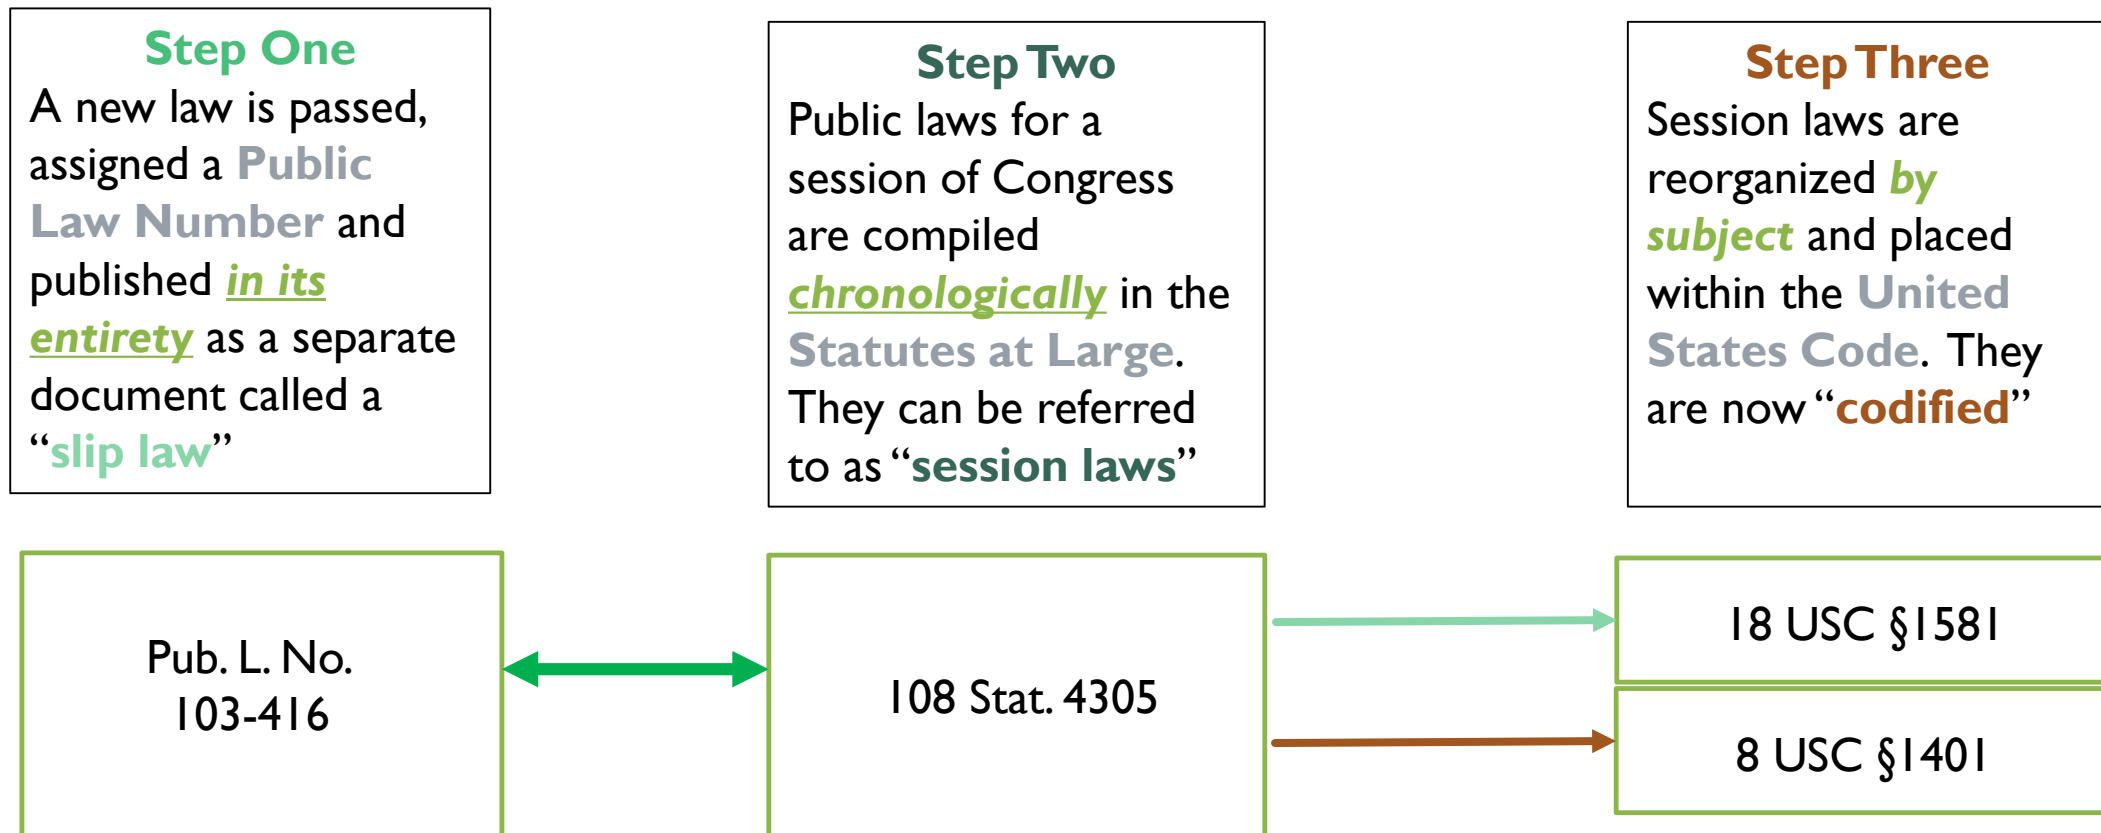 Step One
A new law is passed,
assigned a Public
Law Number and
published in its
entirety as a separate
document called a
“slip law”
Step Two
Public laws for a
session of Congress
are compiled
chronologically in the
Statutes at Large.
They can be referred
to as “session laws”
Step Three
Session laws are
reorganized by
subject and placed
within the United
States Code. They
are now “codified”
Pub. L. No.
103-416
108 Stat. 4305
18 USC §1581
8 USC §1401